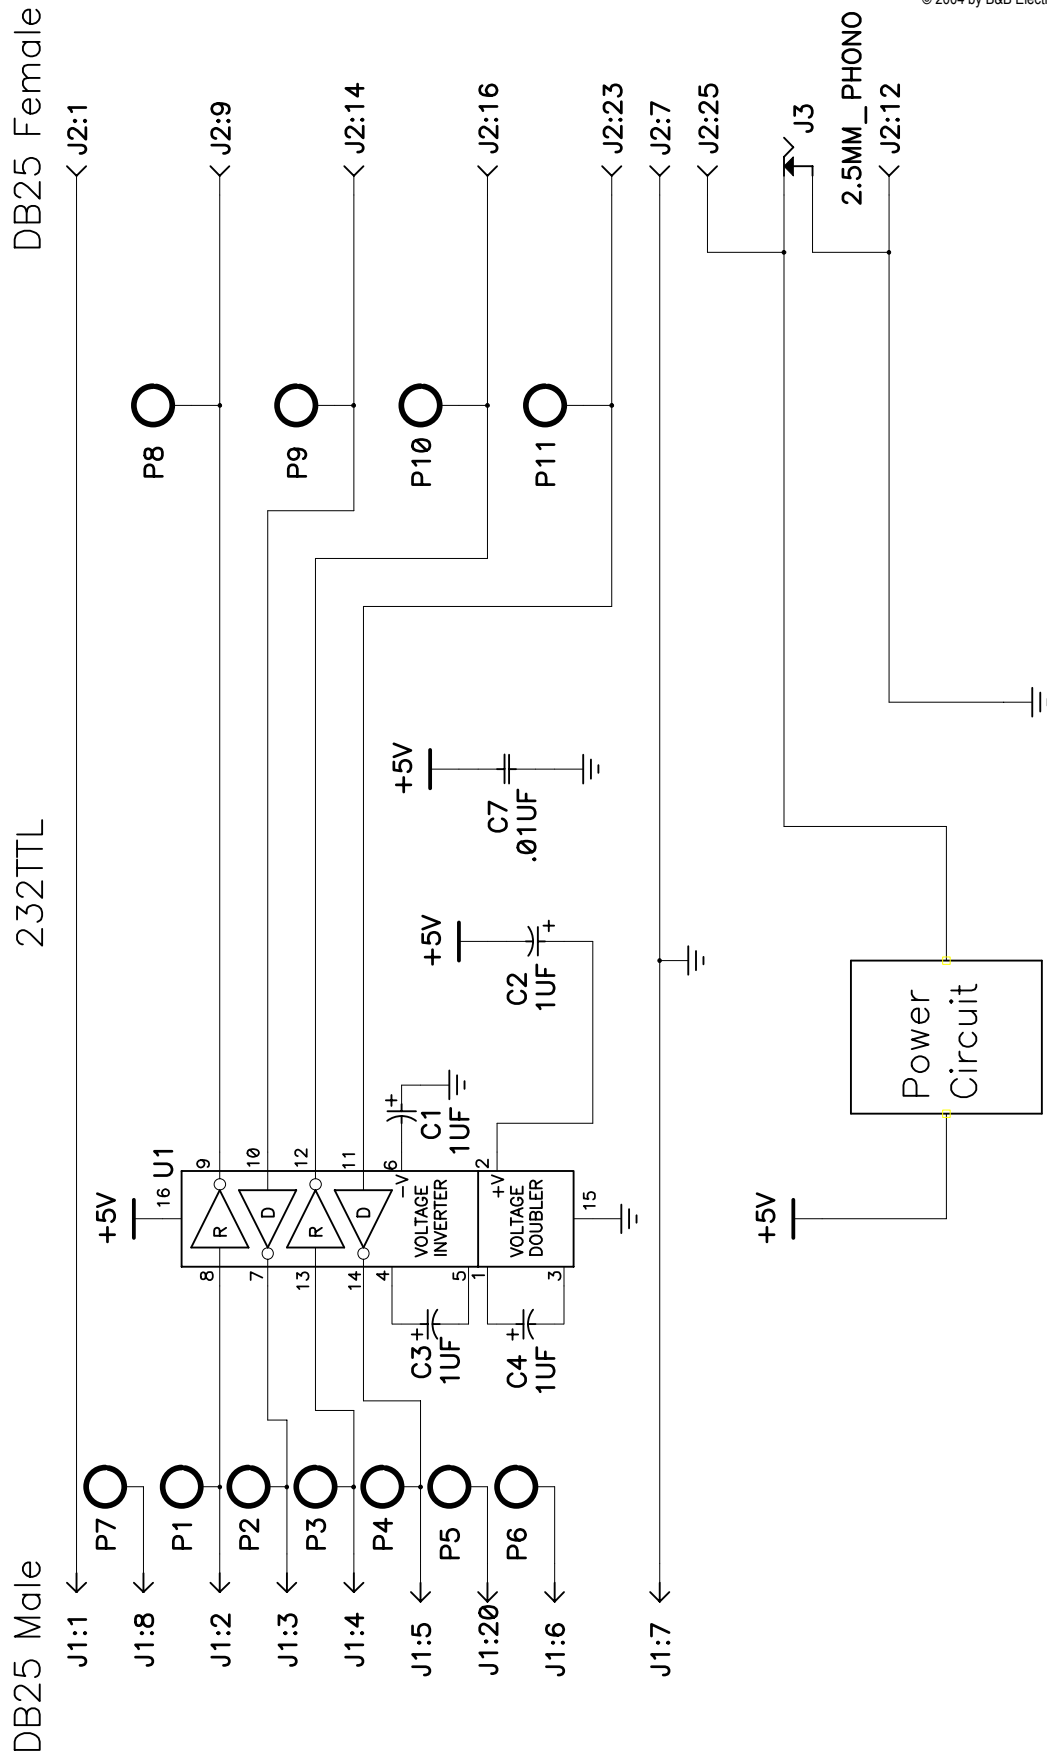 DB25 Male
232TTL
DB25 Female
J1:1
J2:1
P7
J1:8
P1
J1:2
P8
J2:9
P2
J1:3
P9
J2:14
P3
J1:4
P10
J2:16
P4
J1:5
P11
J2:23
P5
J1:20
P6
J1:6
J1:7
J2:7
+5V
16
U1
8
R
9
7
D
10
13
R
12
14
D
11
4
-V
6
VOLTAGE
INVERTER
5
1
+V
2
VOLTAGE
DOUBLER
3
15
C3
+
1UF
C4
+
1UF
+
C1
1UF
+5V
C2
1UF
+
+5V
C7
.01UF
J2:25
J3
2.5MM_PHONO
J2:12
+5V
Power
Circuit